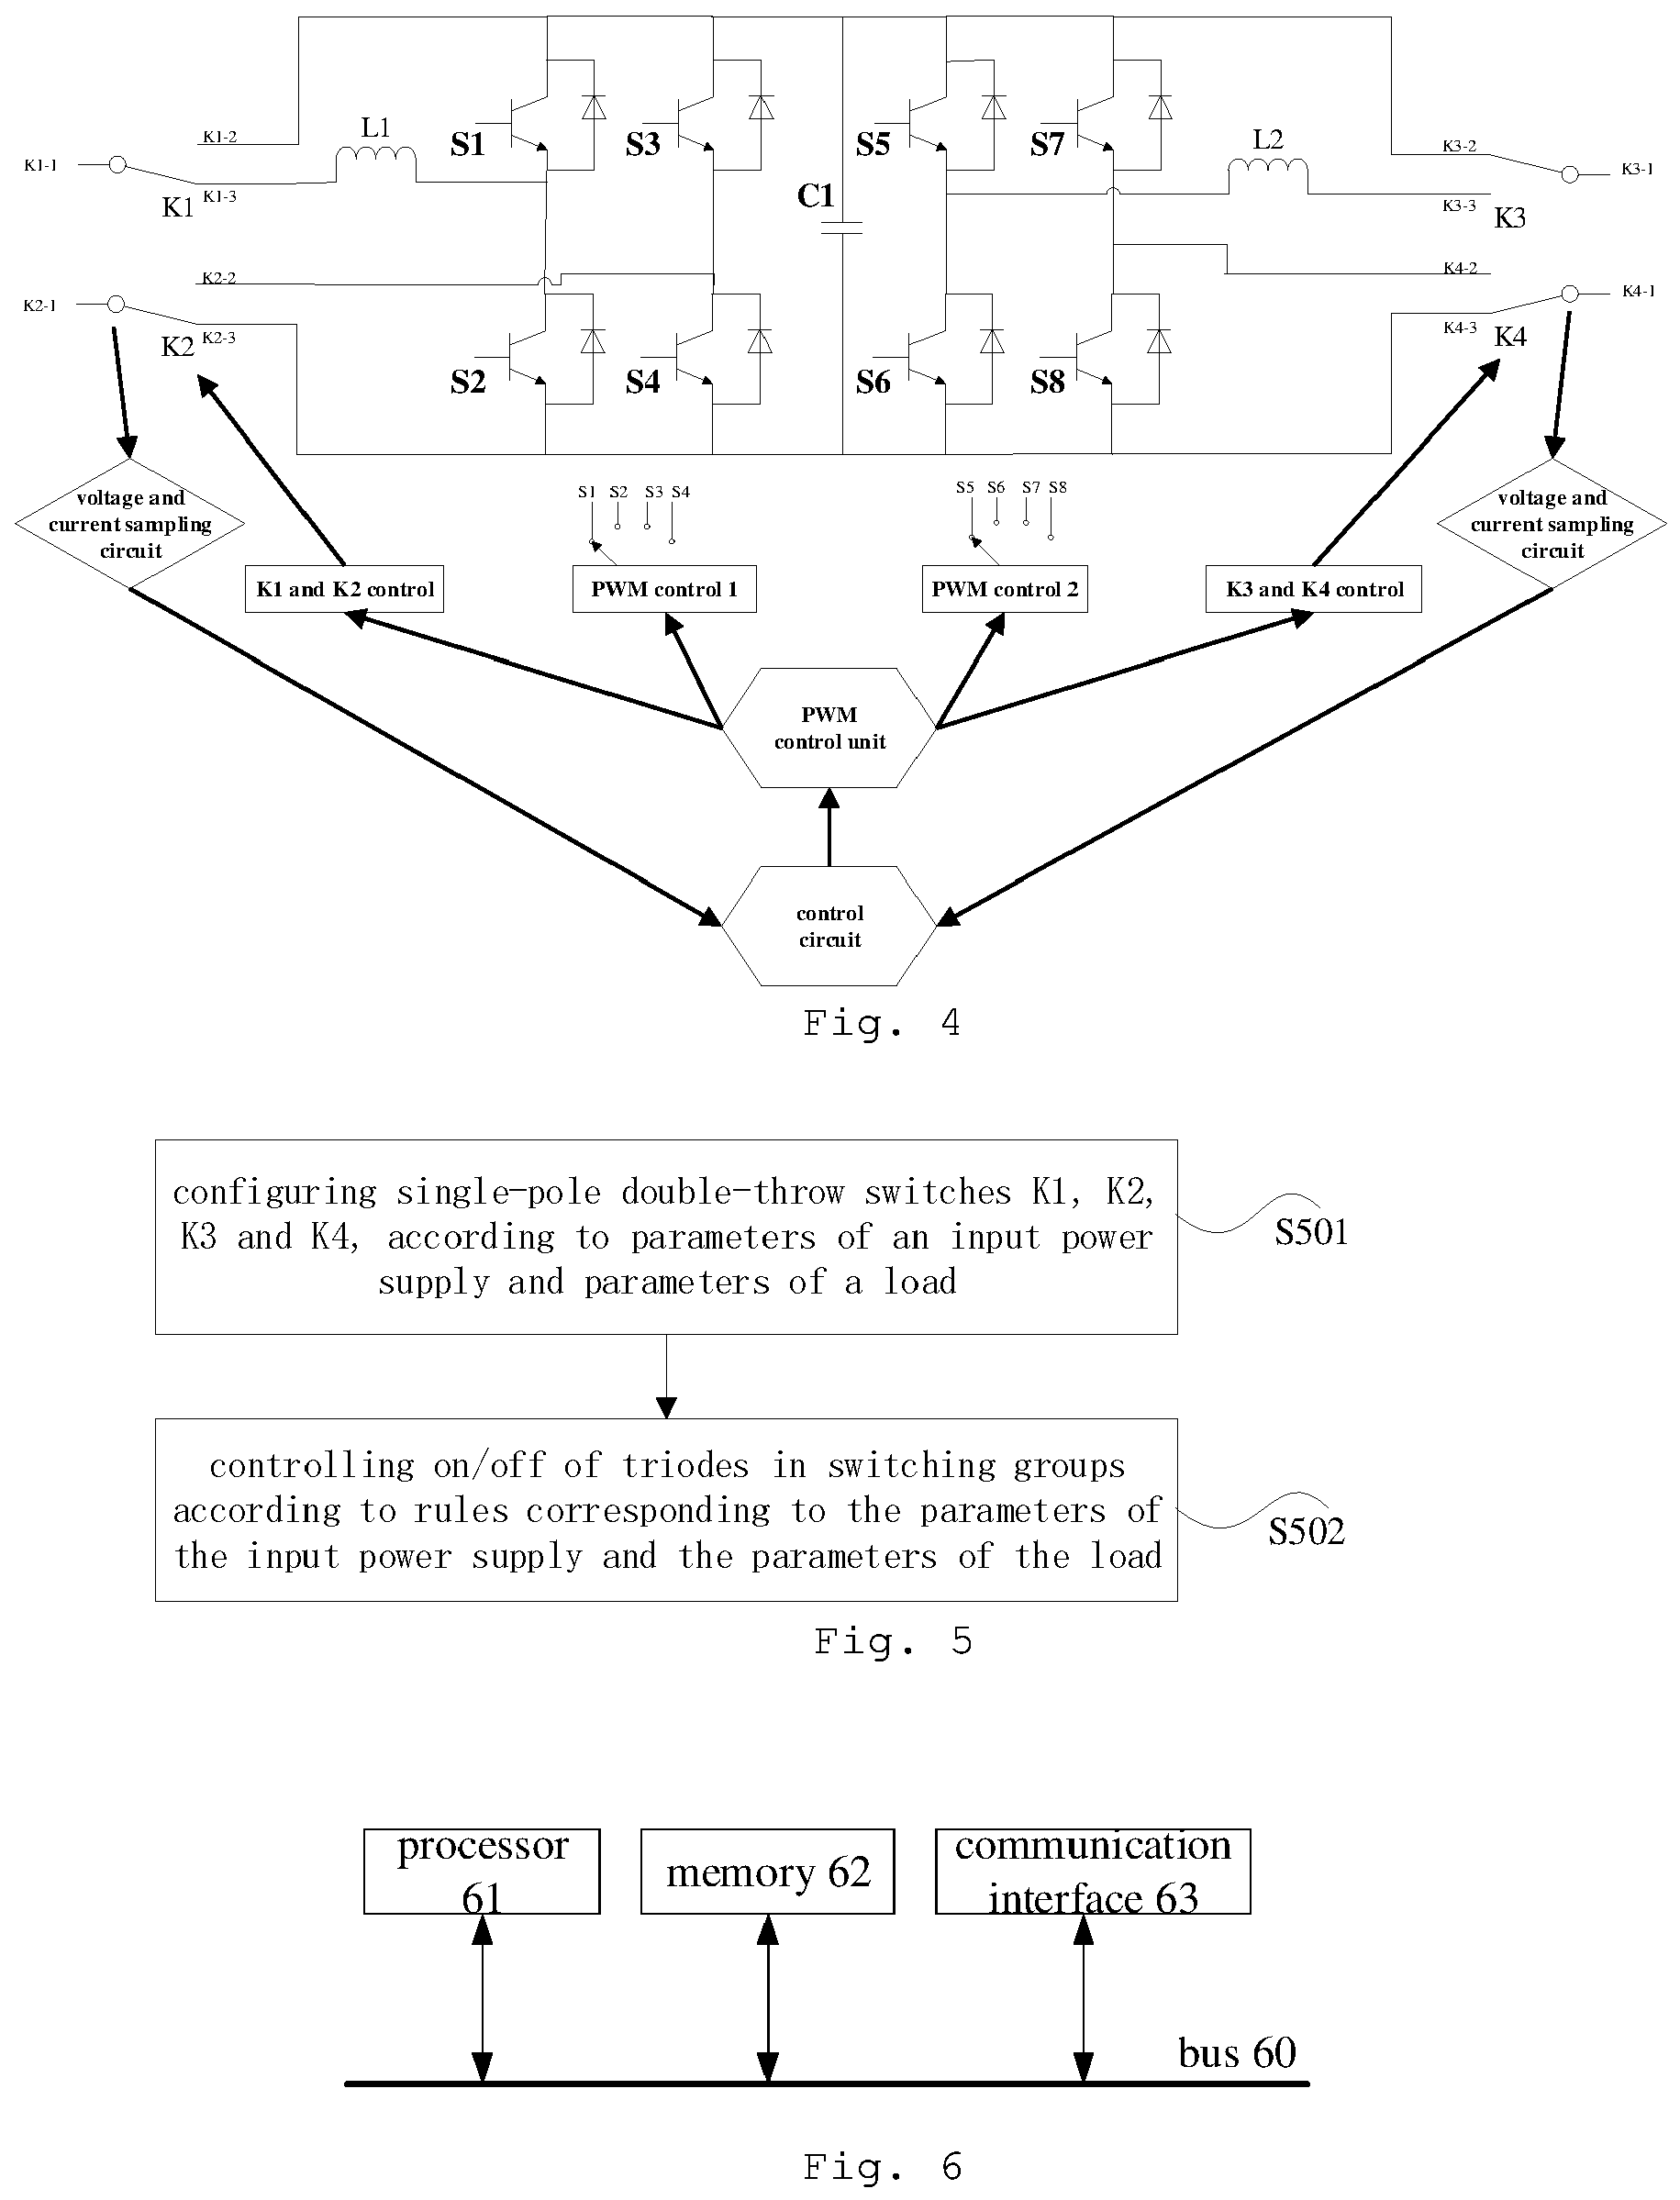 K1-1
K1-2
L1
K1-3
K1
S1
S3
C1
S5
S7
L2
K3-2
K3-1
K3-3
K3
K2-1
K2-2
K2-3
K2
S2
S4
S6
S8
K4-2
K4-1
K4-3
K4
voltage and
current sampling
circuit
S1 S2 S3 S4
S5 S6 S7 S8
voltage and
current sampling
circuit
K1 and K2 control
PWM control 1
PWM control 2
K3 and K4 control
PWM
control unit
control
circuit
Fig. 4
configuring single-pole double-throw switches K1, K2,
K3 and K4, according to parameters of an input power
supply and parameters of a load
S501
controlling on/off of triodes in switching groups
according to rules corresponding to the parameters of
the input power supply and the parameters of the load
S502
Fig. 5
processor
61
memory 62
communication
interface 63
bus 60
Fig. 6